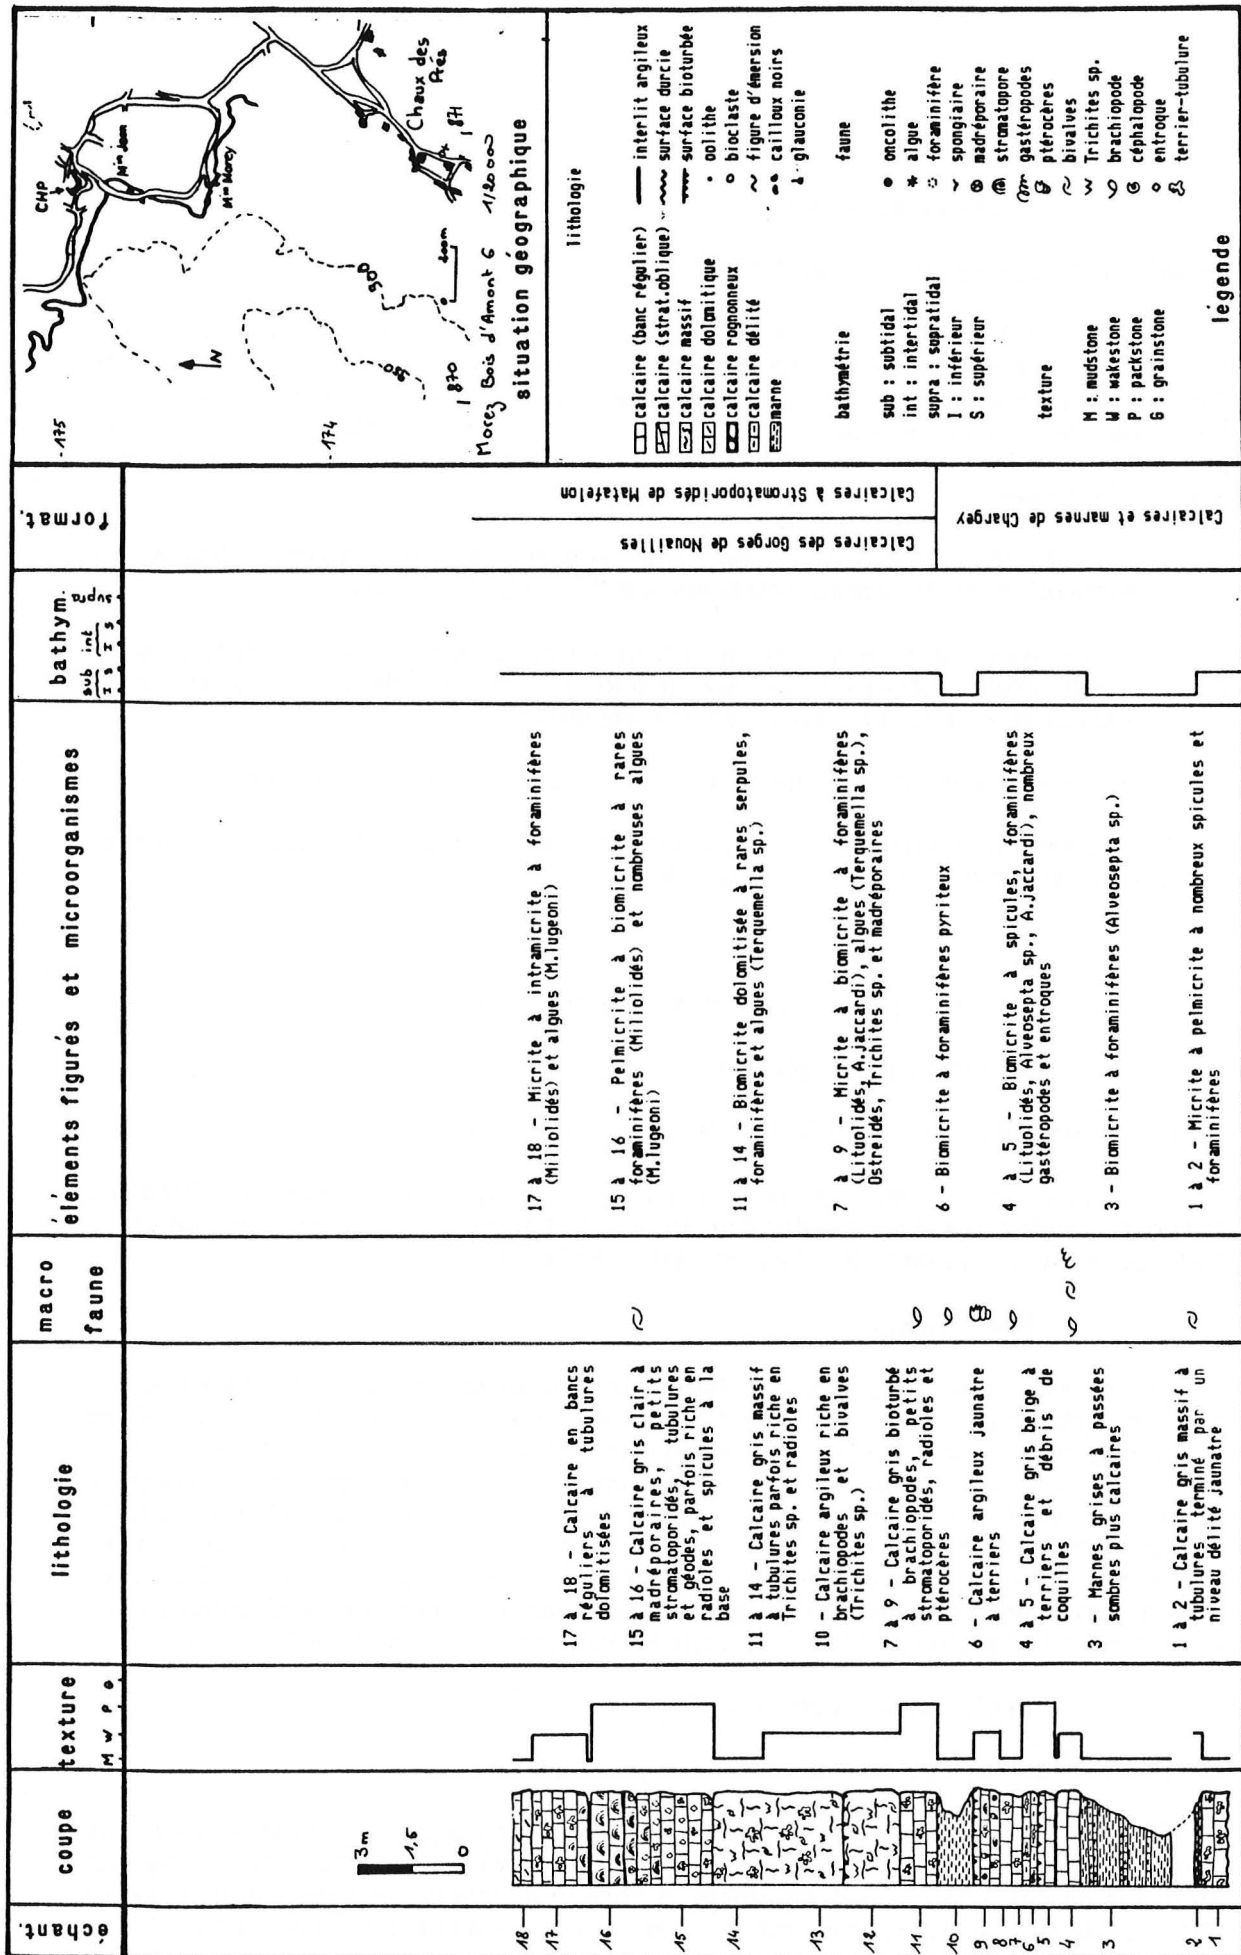 échant.
coupe
texture
M W P G
lithologie
macro
faune
élements figurés et microorganismes
bathym.
sub int supra
I S I S
format.
18
17
16
15
14
13
12
11
10
9
8
7
6
5
4
3
2
1
3m
1,5
0
17 à 18 - Calcaire en bancs
réguliers à tubulures
dolomitisées
15 à 16 - Calcaire gris clair à
madréporaires, petits
stromatoporidés, tubulures
et géodes, parfois riche en
radioles et spicules à la
base
11 à 14 - Calcaire gris massif
à tubulures parfois riche en
Trichites sp. et radioles
10 - Calcaire argileux riche en
brachiopodes et bivalves
(Trichites sp.)
7 à 9 - Calcaire gris bioturbé
à brachiopodes, petits
stromatoporidés, radioles et
ptérocères
6 - Calcaire argileux jaunatre
à terriers
4 à 5 - Calcaire gris beige à
terriers et débris de
coquilles
3 - Marnes grises à passées
sombres plus calcaires
1 à 2 - Calcaire gris massif à
tubulures terminé par un
niveau délité jaunatre
17 à 18 - Micrite à intramicrite à foraminifères
(Miliolidés) et algues (M.lugeoni)
15 à 16 - Pelmicrite à biomicrite à rares
foraminifères (Miliolidés) et nombreuses algues
(M.lugeoni)
11 à 14 - Biomicrite dolomitisée à rares serpules,
foraminifères et algues (Terquemella sp.)
7 à 9 - Micrite à biomicrite à foraminifères
(Lituolidés, A.jaccardi), algues (Terquemella sp.),
Ostreidés, Trichites sp. et madréporaires
6 - Biomicrite à foraminifères pyriteux
4 à 5 - Biomicrite à spicules, foraminifères
(Lituolidés, Alveosepta sp., A.jaccardi), nombreux
gastéropodes et entroques
3 - Biomicrite à foraminifères (Alveosepta sp.)
1 à 2 - Micrite à pelmicrite à nombreux spicules et
foraminifères
Calcaires des Gorges de Nouailles
Calcaires à Stromatoporidés de Matafelon
Calcaires et marnes de Chargey
175
174
CHP
Min Jean
Min Morey
Chaux des
Prés
900
950
N
870
871
0 200m
Morez Bois d'Amont 6 1/20000
situation géographique
lithologie
calcaire (banc régulier)
calcaire (strat.oblique)
calcaire massif
calcaire dolomitique
calcaire rognonneux
calcaire délité
marne
interlit argileux
surface durcie
surface bioturbée
oolithe
bioclaste
figure d'émersion
cailloux noirs
glauconie
bathymétrie
sub : subtidal
int : intertidal
supra : supratidal
I : inférieur
S : supérieur
texture
M : mudstone
W : wakestone
P : packstone
G : grainstone
faune
oncolithe
algue
foraminifère
spongiaire
madréporaire
stromatopore
gastéropodes
ptérocères
bivalves
Trichites sp.
brachiopode
céphalopode
entroque
terrier-tubulure
légende